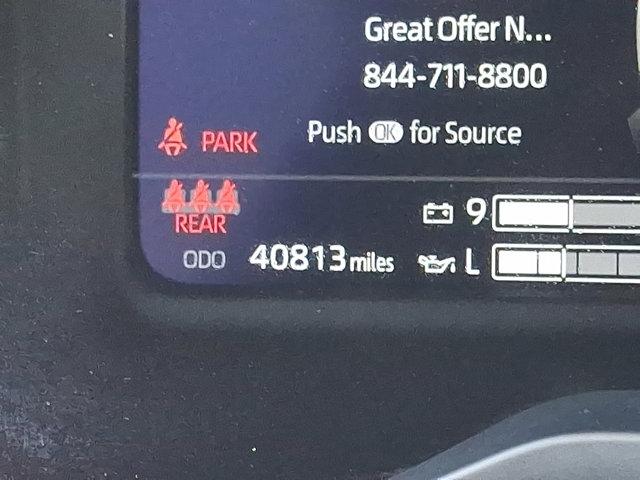 Great Offer N...
844-711-8800
PARK
Push OK for Source
REAR
9
ODO 40813 miles
L